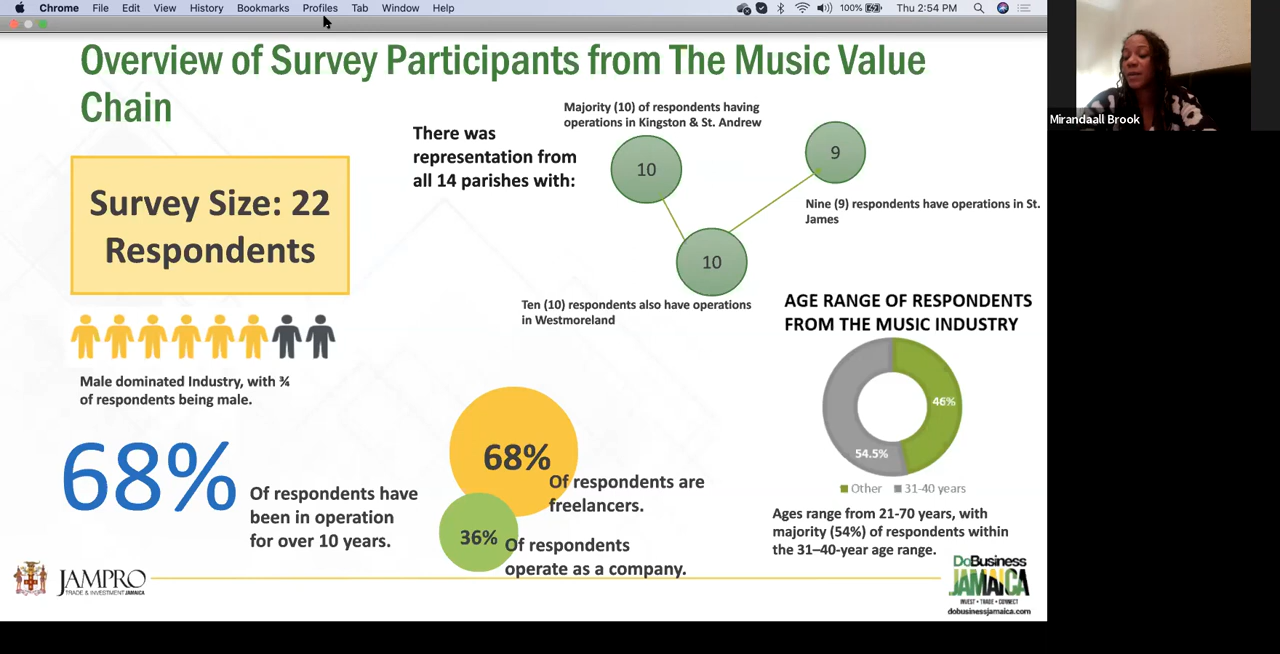 Chrome File Edit View History Bookmarks Profiles Tab Window Help
100% Thu 2:54 PM
Overview of Survey Participants from The Music Value
Chain
Survey Size: 22
Respondents
Male dominated Industry, with ¾
of respondents being male.
68%
Of respondents have
been in operation
for over 10 years.
There was
representation from
all 14 parishes with:
Majority (10) of respondents having
operations in Kingston & St. Andrew
10
9
Nine (9) respondents have operations in St.
James
10
Ten (10) respondents also have operations
in Westmoreland
68%
Of respondents are
freelancers.
36%
Of respondents
operate as a company.
AGE RANGE OF RESPONDENTS
FROM THE MUSIC INDUSTRY
46%
54.5%
Other 31-40 years
Ages range from 21-70 years, with
majority (54%) of respondents within
the 31–40-year age range.
JAMPRO
TRADE & INVESTMENT JAMAICA
DoBusiness
JAMAICA
INVEST • TRADE • CONNECT
dobusinessjamaica.com
Mirandaall Brook